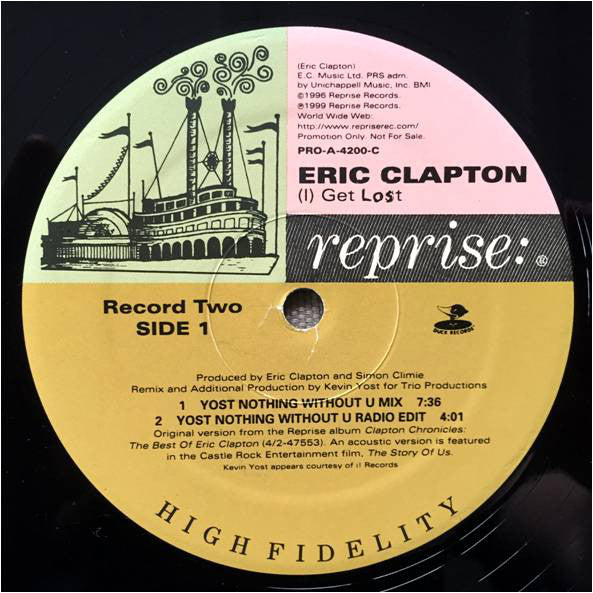 (Eric Clapton)
E.C. Music Ltd. PRS adm.
by Unichappell Music, Inc. BMI
©1996 Reprise Records.
℗1999 Reprise Records.
World Wide Web:
http://www.repriserec.com/
Promotion Only. Not For Sale.
PRO-A-4200-C
ERIC CLAPTON
(I) Get Lost
reprise:®
Record Two
SIDE 1
DUCK RECORDS
Produced by Eric Clapton and Simon Climie
Remix and Additional Production by Kevin Yost for Trio Productions
1 YOST NOTHING WITHOUT U MIX 7:36
2 YOST NOTHING WITHOUT U RADIO EDIT 4:01
Original version from the Reprise album Clapton Chronicles:
The Best Of Eric Clapton (4/2-47553). An acoustic version is featured
in the Castle Rock Entertainment film, The Story Of Us.
Kevin Yost appears courtesy of i! Records
HIGH FIDELITY